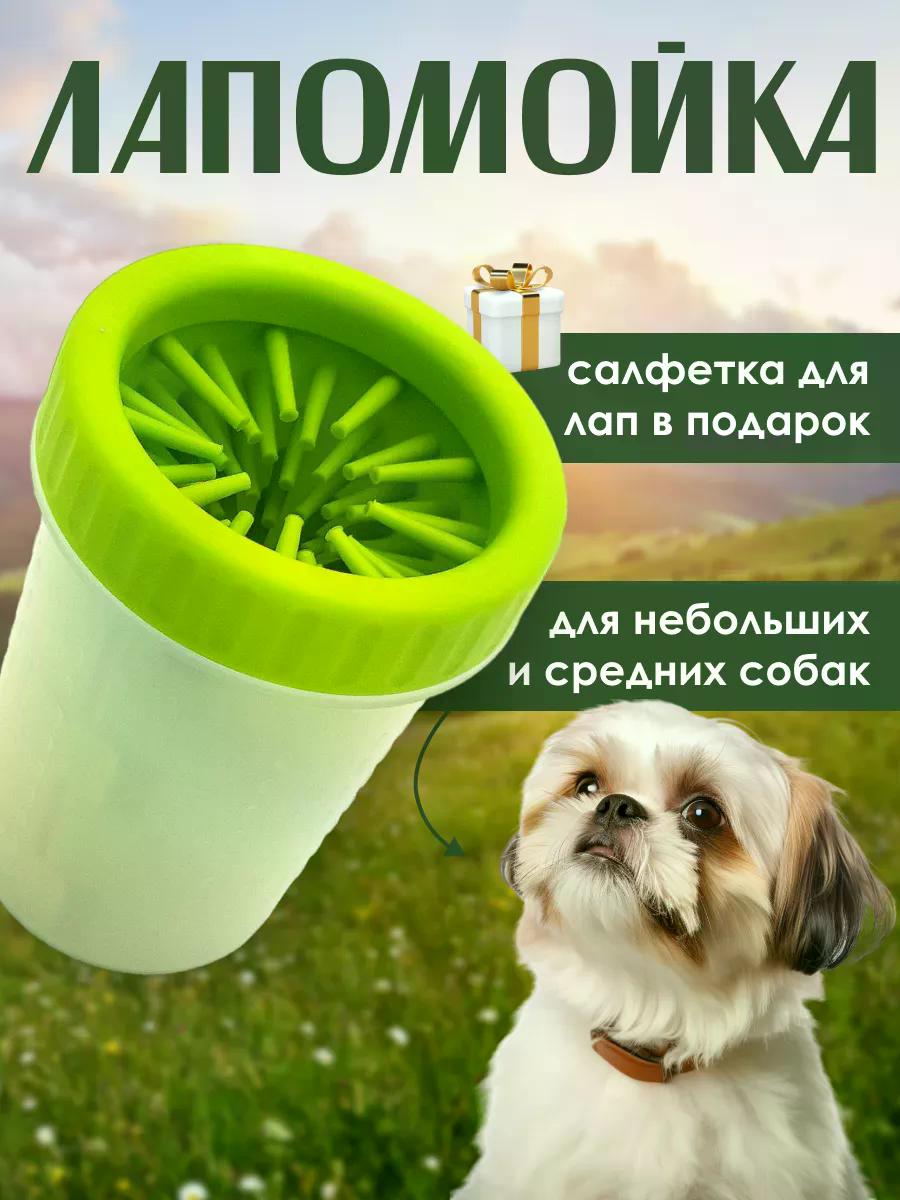 ЛАПОМОЙКА
салфетка для
лап в подарок
для небольших
и средних собак